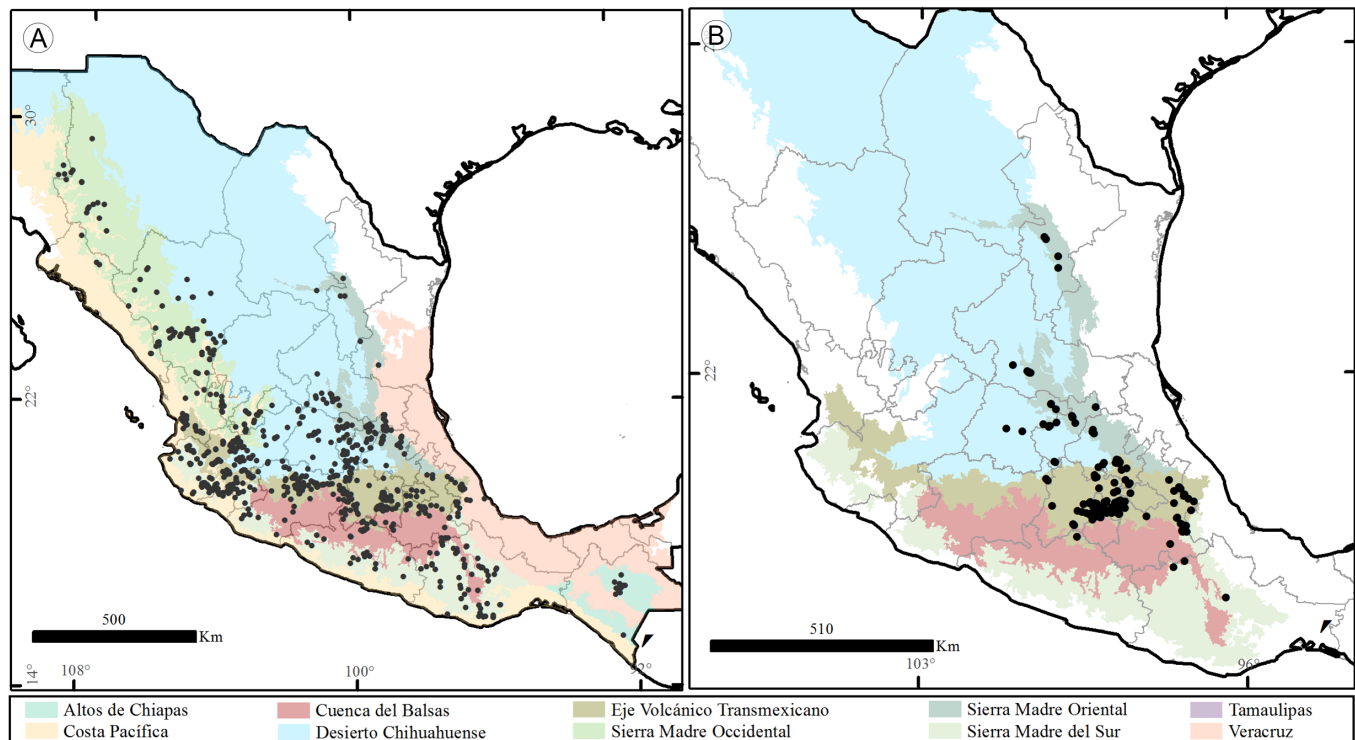 A
B
30°
22°
22°
500
Km
510
Km
14°
108°
100°
92°
103°
96°
Altos de Chiapas
Cuenca del Balsas
Eje Volcánico Transmexicano
Sierra Madre Oriental
Tamaulipas
Costa Pacífica
Desierto Chihuahuense
Sierra Madre Occidental
Sierra Madre del Sur
Veracruz